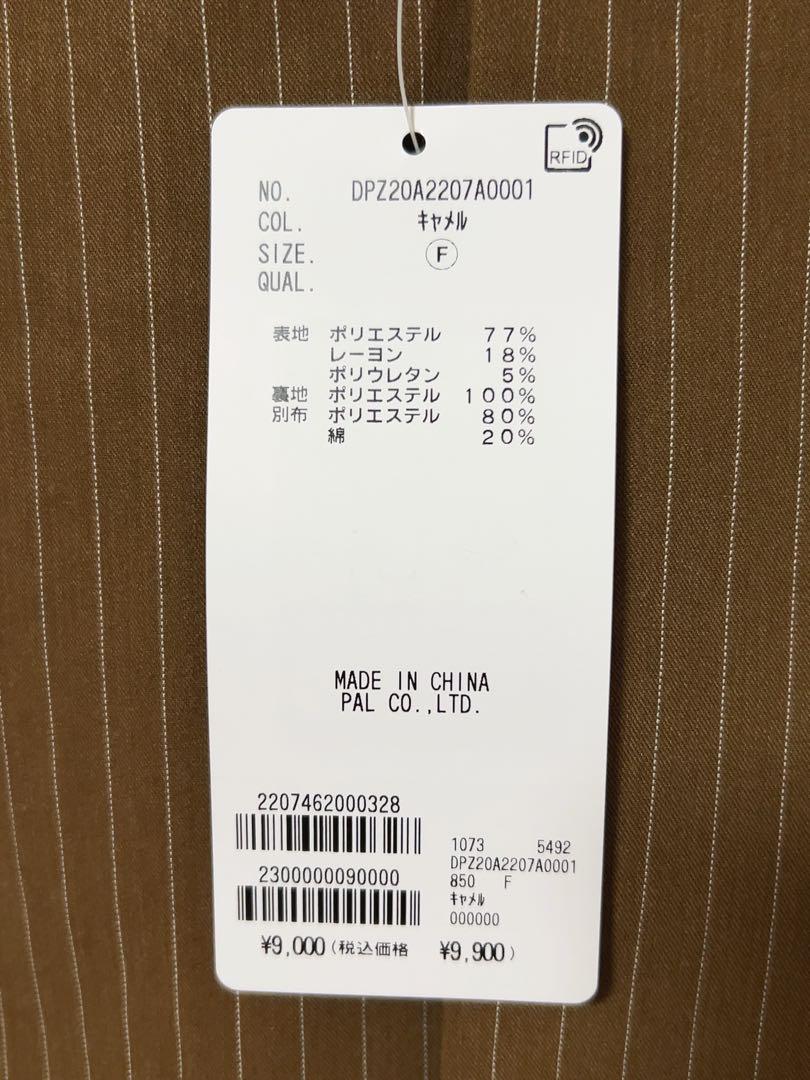 RFID
NO. DPZ20A2207A0001
COL. ｷｬﾒﾙ
SIZE. F
QUAL.
表地 ポリエステル ７７％
レーヨン １８％
ポリウレタン ５％
裏地 ポリエステル １００％
別布 ポリエステル ８０％
綿 ２０％
MADE IN CHINA
PAL CO.,LTD.
2207462000328
2300000090000
1073 5492
DPZ20A2207A0001
850 F
ｷｬﾒﾙ
000000
¥9,000(税込価格 ¥9,900)